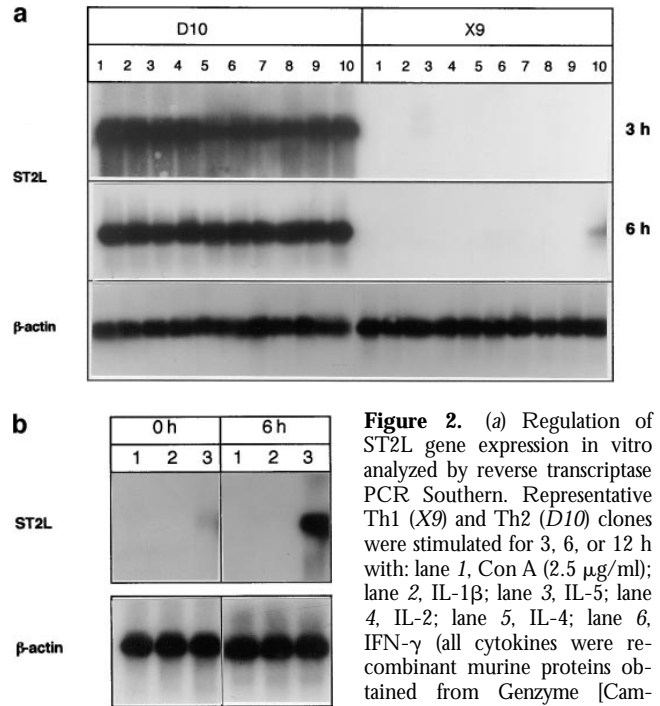 a
D10 X9
1 2 3 4 5 6 7 8 9 10 1 2 3 4 5 6 7 8 9 10
3 h
ST2L
6 h
β-actin
b
0 h 6 h
1 2 3 1 2 3
ST2L
β-actin
Figure 2. (a) Regulation of
ST2L gene expression in vitro
analyzed by reverse transcriptase
PCR Southern. Representative
Th1 (X9) and Th2 (D10) clones
were stimulated for 3, 6, or 12 h
with: lane 1, Con A (2.5 μg/ml);
lane 2, IL-1β; lane 3, IL-5; lane
4, IL-2; lane 5, IL-4; lane 6,
IFN-γ (all cytokines were re-
combinant murine proteins ob-
tained from Genzyme [Cam-